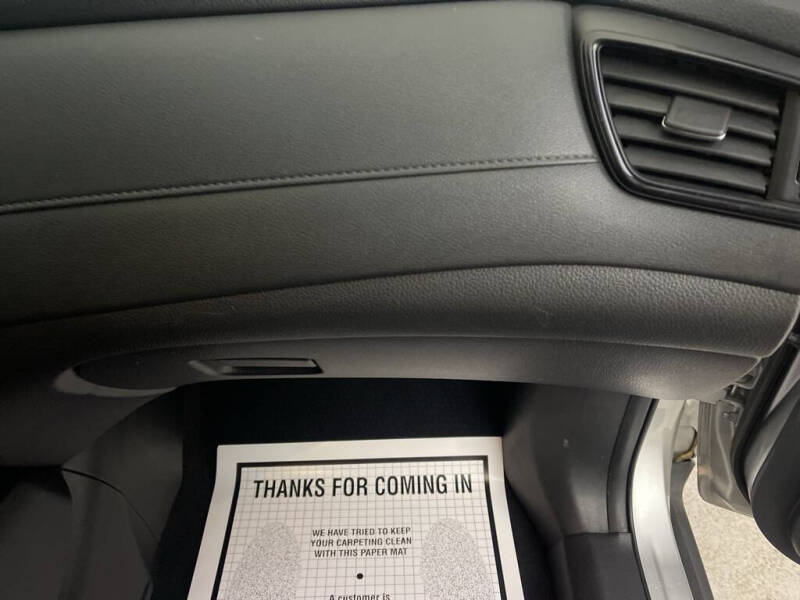 THANKS FOR COMING IN
WE HAVE TRIED TO KEEP
YOUR CARPETING CLEAN
WITH THIS PAPER MAT
•
A customer is